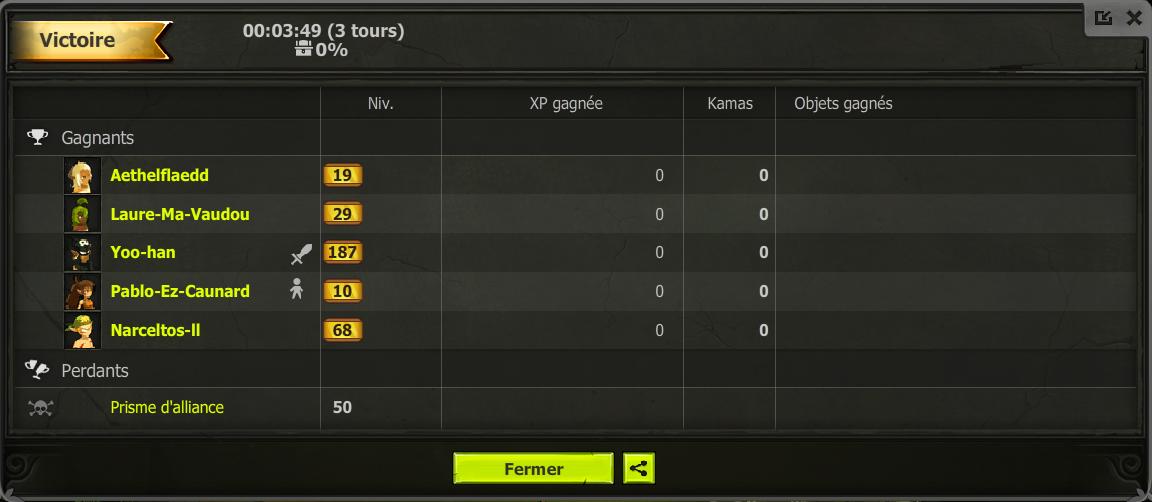 Victoire
00:03:49 (3 tours)
0%
Niv. XP gagnée Kamas Objets gagnés
Gagnants
Aethelflaedd 19 0 0
Laure-Ma-Vaudou 29 0 0
Yoo-han 187 0 0
Pablo-Ez-Caunard 10 0 0
Narceltos-ll 68 0 0
Perdants
Prisme d'alliance 50
Fermer